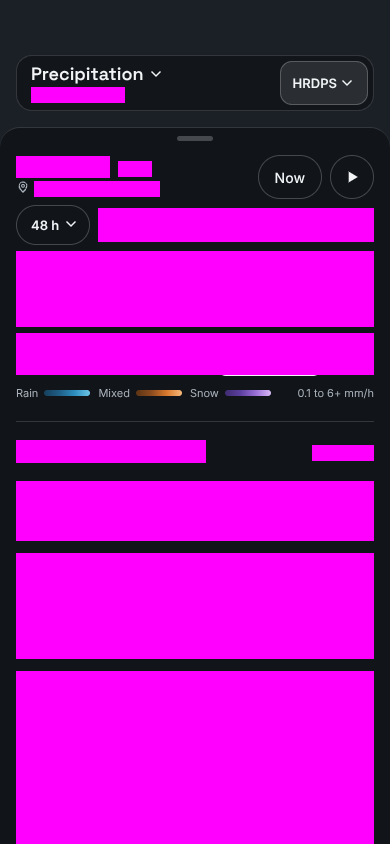 Precipitation
HRDPS
Now
48 h
Rain
Mixed
Snow
0.1 to 6+ mm/h